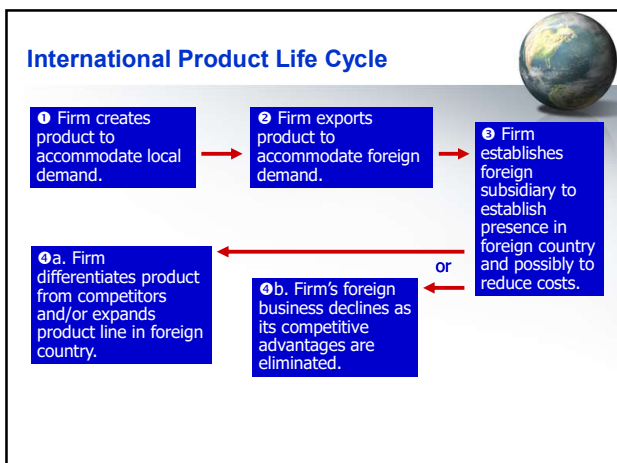 International Product Life Cycle
❶ Firm creates
product to
accommodate local
demand.
❷ Firm exports
product to
accommodate foreign
demand.
❸ Firm
establishes
foreign
subsidiary to
establish
presence in
foreign country
and possibly to
reduce costs.
❹a. Firm
differentiates product
from competitors
and/or expands
product line in foreign
country.
or
❹b. Firm's foreign
business declines as
its competitive
advantages are
eliminated.